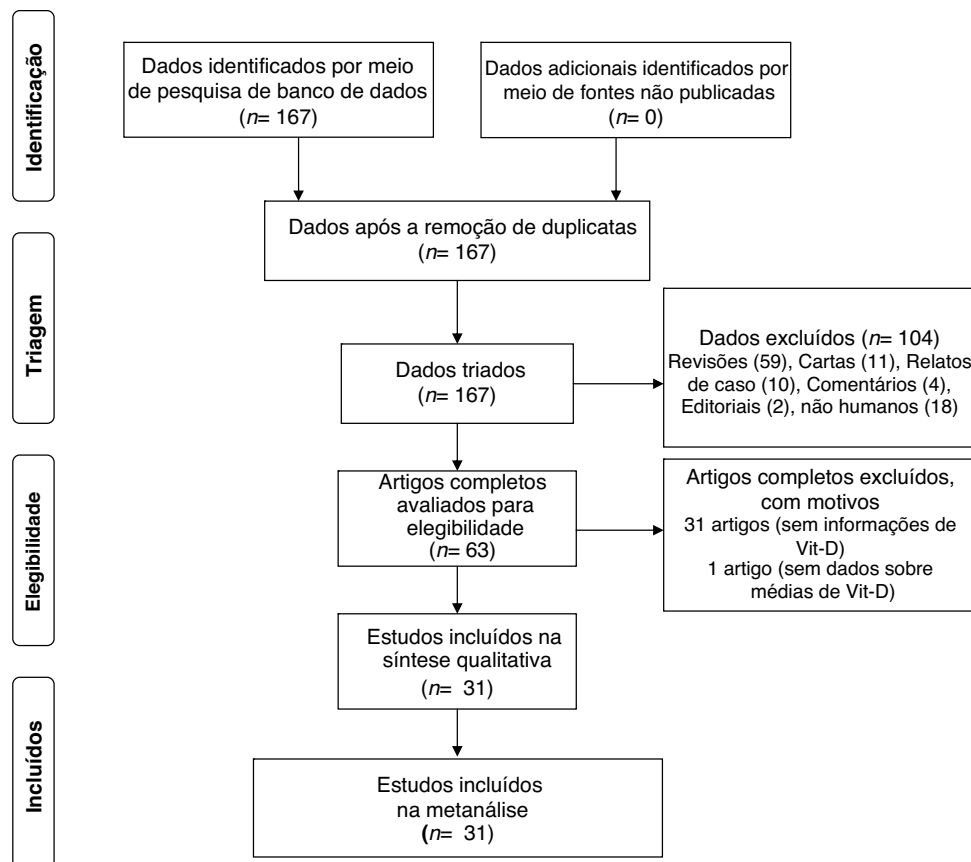 Identificação
Dados identificados por meio
de pesquisa de banco de dados
(n= 167)
Dados adicionais identificados por
meio de fontes não publicadas
(n= 0)
Dados após a remoção de duplicatas
(n= 167)
Triagem
Dados triados
(n= 167)
Dados excluídos (n= 104)
Revisões (59), Cartas (11), Relatos
de caso (10), Comentários (4),
Editoriais (2), não humanos (18)
Elegibilidade
Artigos completos
avaliados para
elegibilidade
(n= 63)
Artigos completos excluídos,
com motivos
31 artigos (sem informações de
Vit-D)
1 artigo (sem dados sobre
médias de Vit-D)
Estudos incluídos na
síntese qualitativa
(n= 31)
Incluídos
Estudos incluídos
na metanálise
(n= 31)